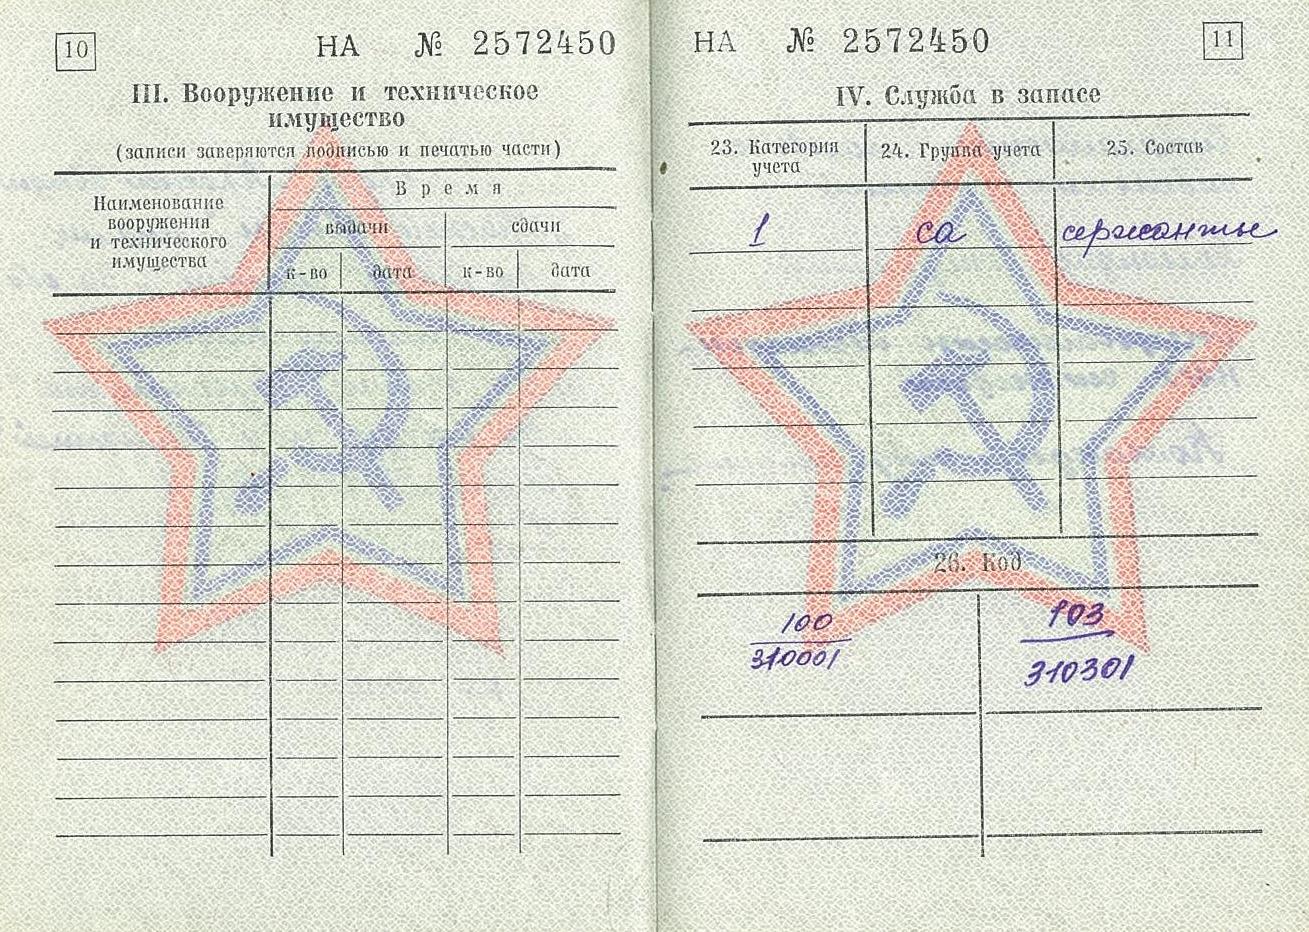 10
НА № 2572450
III. Вооружение и техническое
имущество
(записи заверяются подписью и печатью части)
Наименование
вооружения
и технического
имущества
Время
выдачи
сдачи
к-во
дата
к-во
дата
НА № 2572450
11
IV. Служба в запасе
23. Категория
учета
24. Группа учета
25. Состав
1
са
сержанты
26. Код
100
310001
103
310301